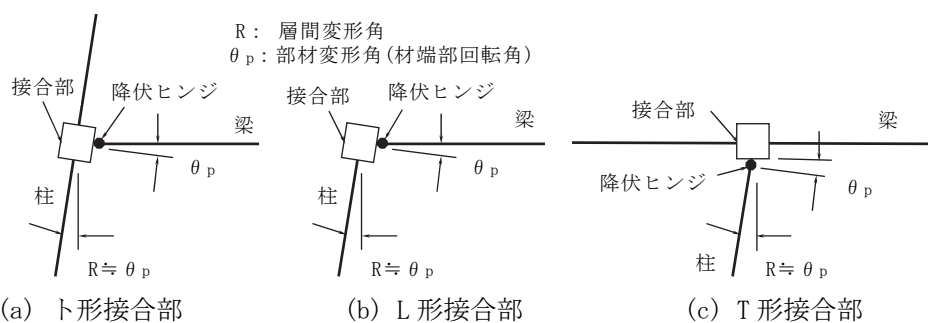 R： 層間変形角
θp：部材変形角(材端部回転角)
接合部
降伏ヒンジ
梁
θp
柱
R≒θp
(a) ト形接合部
接合部
降伏ヒンジ
梁
θp
柱
R≒θp
(b) L形接合部
接合部
梁
降伏ヒンジ
θp
柱
R≒θp
(c) T形接合部